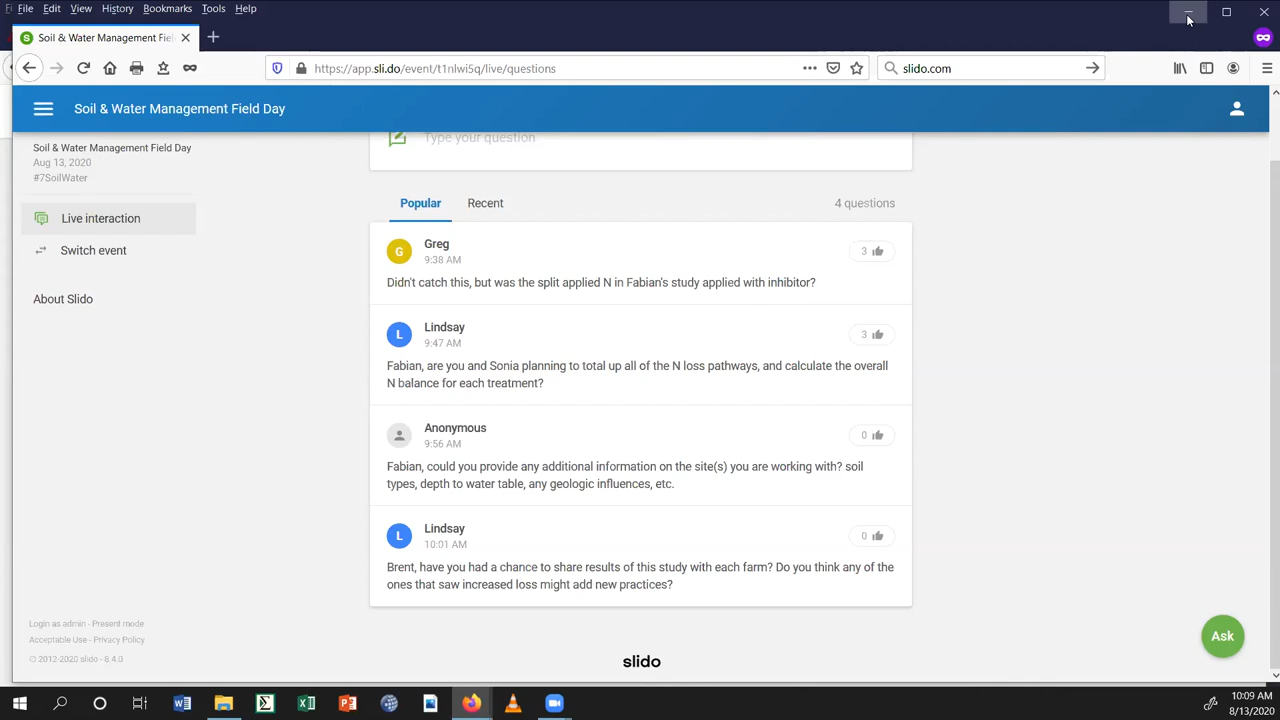 File Edit View History Bookmarks Tools Help
Soil & Water Management Fiel
https://app.sli.do/event/t1nlwi5q/live/questions
slido.com
Soil & Water Management Field Day
Soil & Water Management Field Day
Aug 13, 2020
#7SoilWater
Live interaction
Switch event
About Slido
Type your question
Popular Recent 4 questions
Greg
9:38 AM
3
Didn't catch this, but was the split applied N in Fabian's study applied with inhibitor?
Lindsay
9:47 AM
3
Fabian, are you and Sonia planning to total up all of the N loss pathways, and calculate the overall
N balance for each treatment?
Anonymous
9:56 AM
0
Fabian, could you provide any additional information on the site(s) you are working with? soil
types, depth to water table, any geologic influences, etc.
Lindsay
10:01 AM
0
Brent, have you had a chance to share results of this study with each farm? Do you think any of the
ones that saw increased loss might add new practices?
Login as admin - Present mode
Acceptable Use - Privacy Policy
© 2012-2020 slido - 8.4.0
slido
Ask
10:09 AM
8/13/2020